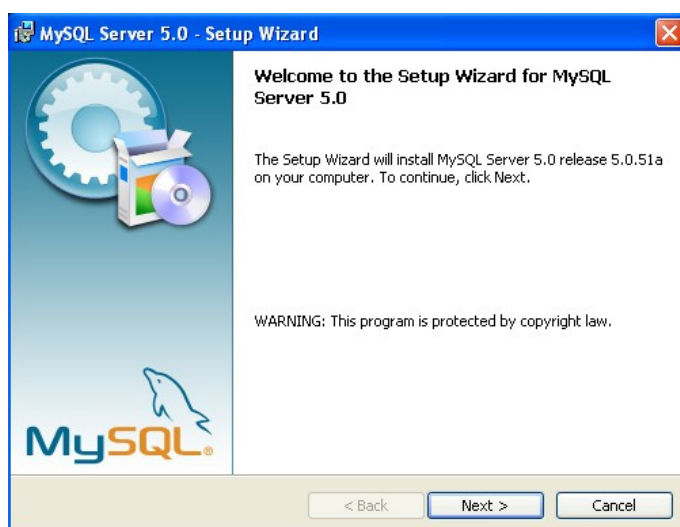 MySQL Server 5.0 - Setup Wizard
Welcome to the Setup Wizard for MySQL
Server 5.0
The Setup Wizard will install MySQL Server 5.0 release 5.0.51a
on your computer. To continue, click Next.
WARNING: This program is protected by copyright law.
MySQL®
< Back
Next >
Cancel